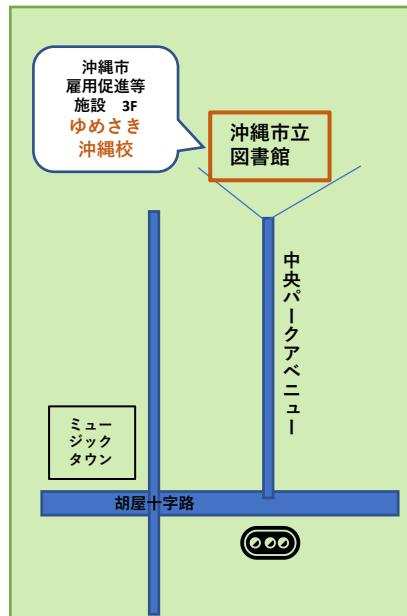 沖縄市
雇用促進等
施設 3F
ゆめさき
沖縄校
沖縄市立
図書館
中央パークアベニュー
ミュー
ジック
タウン
胡屋十字路